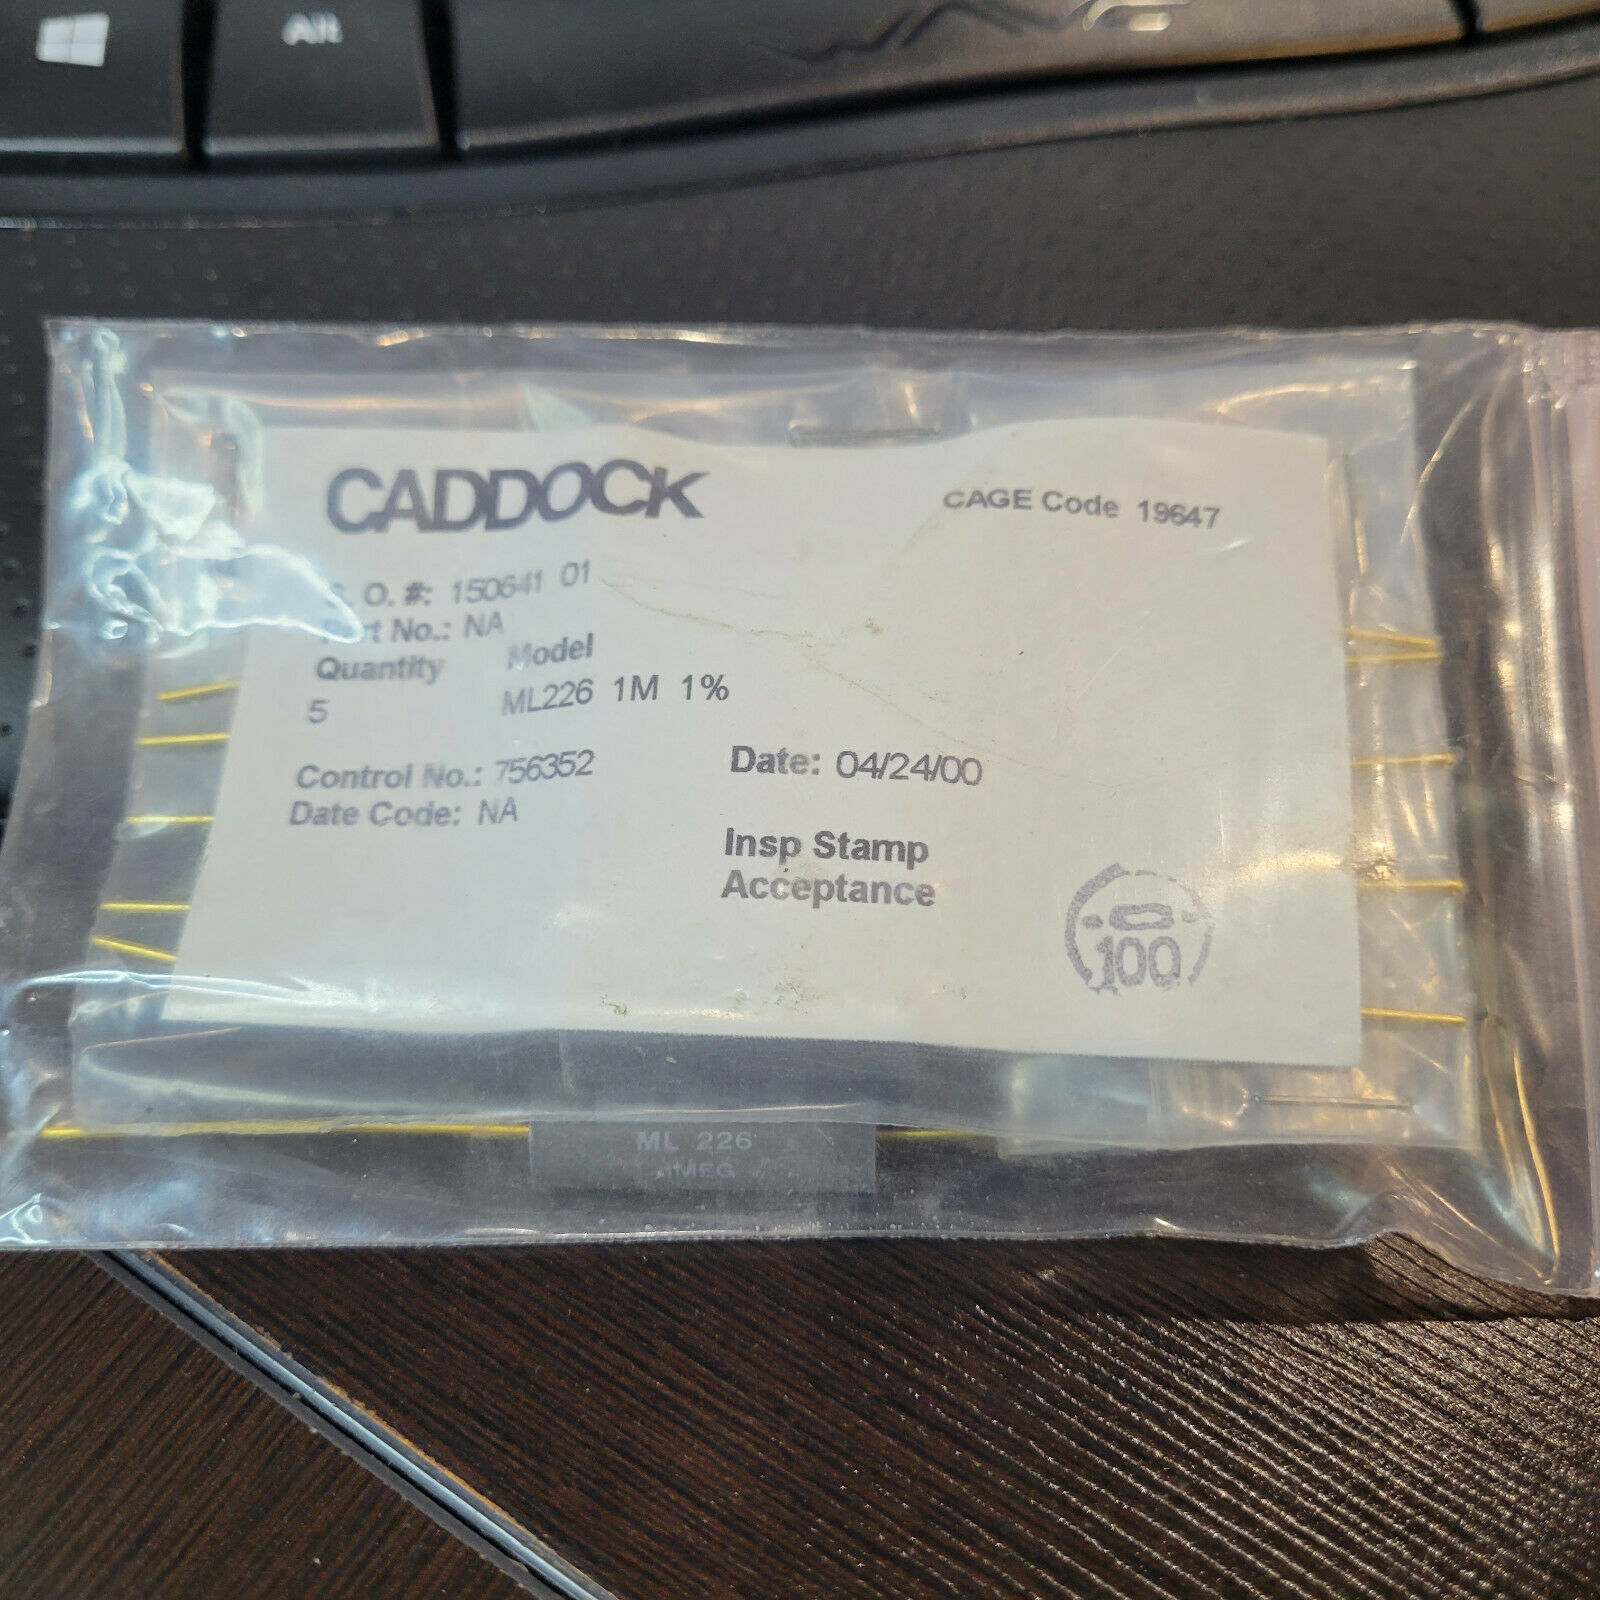 Alt
CADDOCK
CAGE Code 19647
S. O. #: 150641 01
Part No.: NA
Quantity Model
5 ML226 1M 1%
Control No.: 756352
Date: 04/24/00
Date Code: NA
Insp Stamp
Acceptance
100
ML 226
1MEG